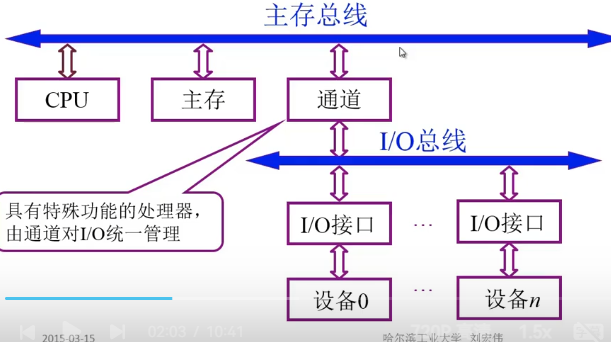 主存总线
CPU
主存
通道
I/O总线
具有特殊功能的处理器，
由通道对I/O统一管理
I/O接口
…
I/O接口
设备0
…
设备n
02:03 / 10:41
720P
1.5x
2015-03-15
哈尔滨工业大学 刘宏伟